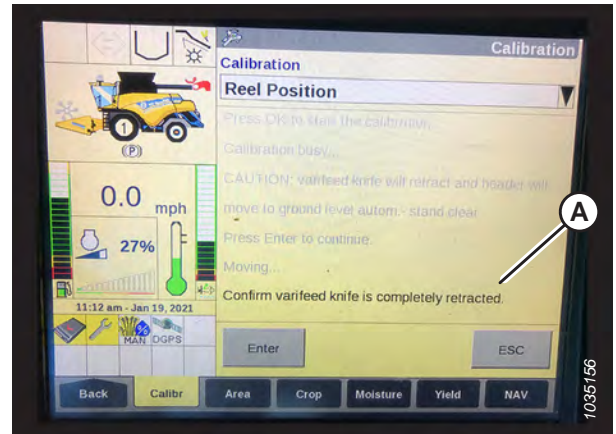 Calibration
Calibration
Reel Position
Press OK to start the calibration.
Calibration busy...
CAUTION: varifeed knife will retract and header will
move to ground level autom.- stand clear
Press Enter to continue.
Moving...
Confirm varifeed knife is completely retracted.
A
1
(P)
0.0 mph
27%
11:12 am - Jan 19, 2021
MAN DGPS
Enter
ESC
Back
Calibr
Area
Crop
Moisture
Yield
NAV
1035156